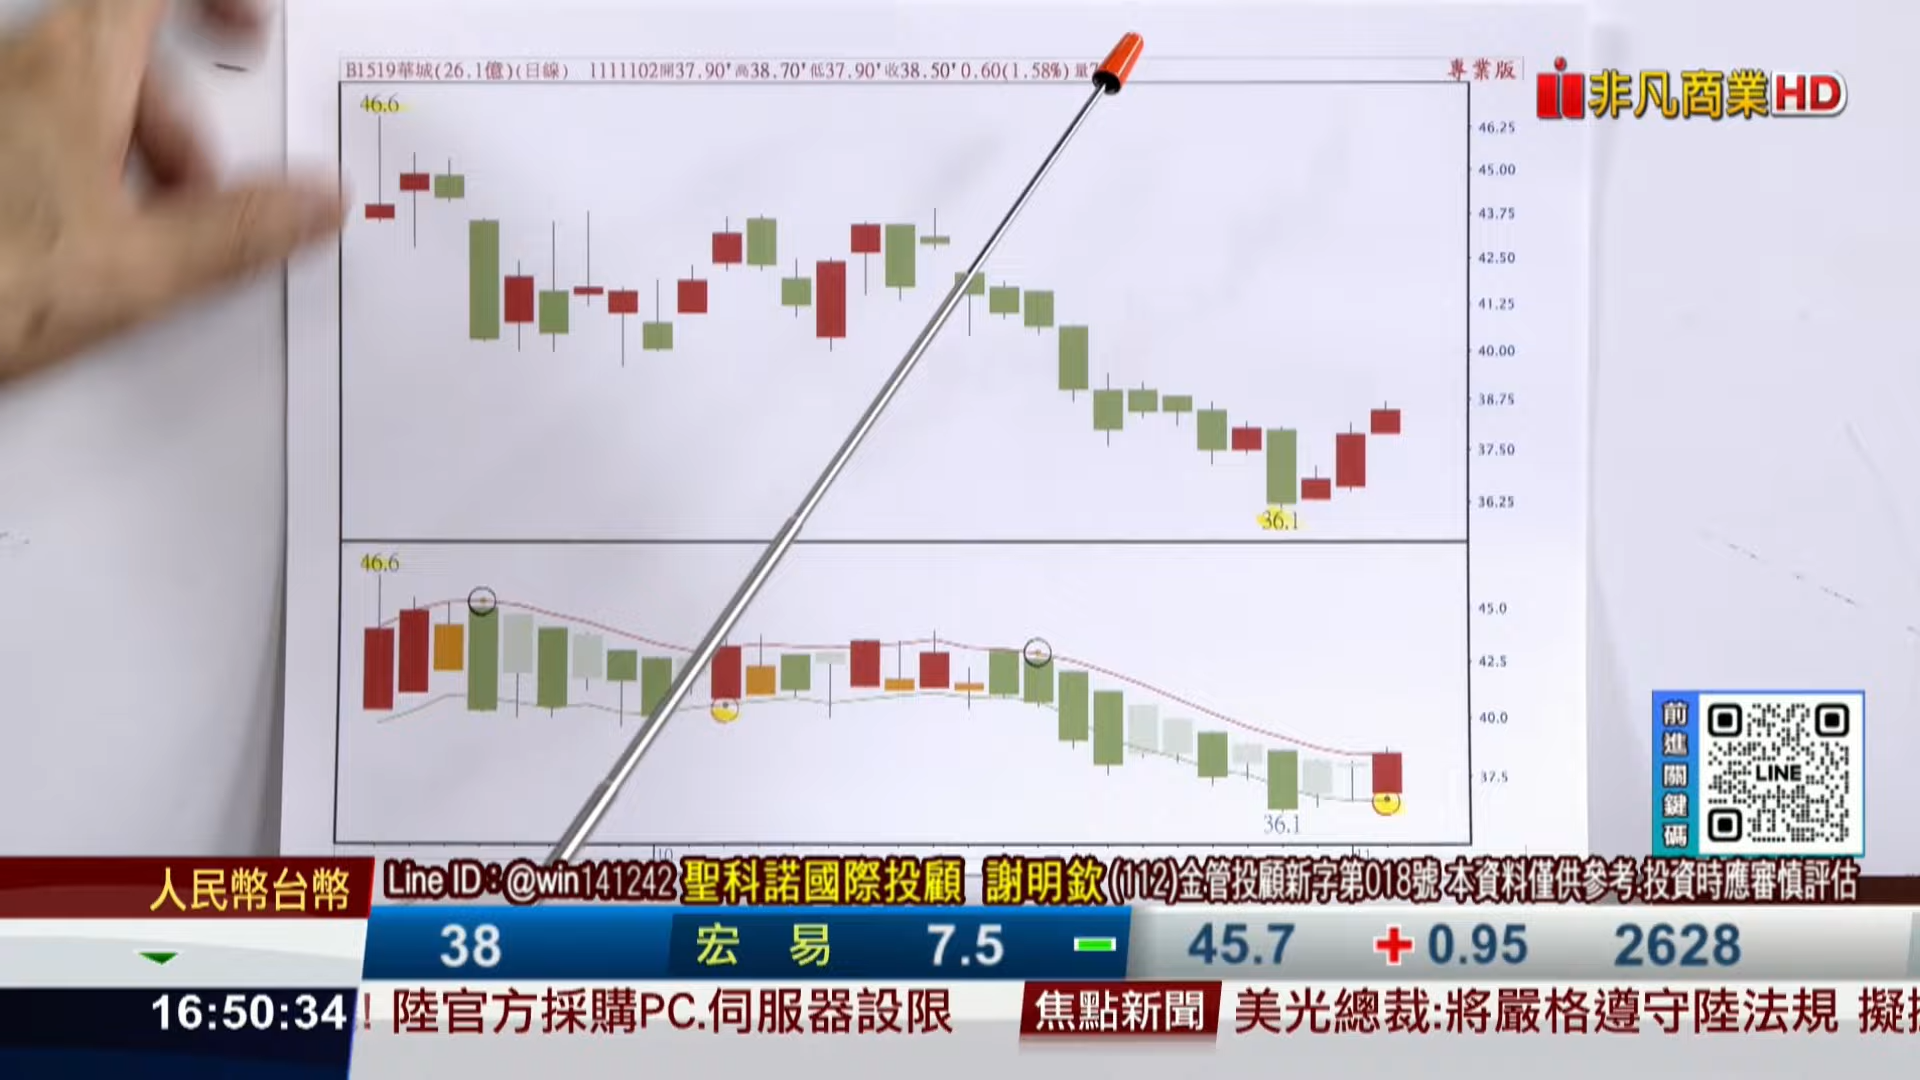 B1519華城(26.1億)(日線) 1111102開37.90'高38.70'低37.90'收38.50'0.60(1.58%)量
專業版
非凡商業HD
46.6
46.25
45.00
43.75
42.50
41.25
40.00
38.75
37.50
36.25
36.1
46.6
45.0
42.5
40.0
37.5
36.1
10
11
前進關鍵碼
LINE
人民幣台幣
Line ID:@win141242 聖科諾國際投顧 謝明欽 (112)金管投顧新字第018號 本資料僅供參考.投資時應審慎評估
38 宏易 7.5 45.7 0.95 2628
16:50:34
! 陸官方採購PC.伺服器設限 焦點新聞 美光總裁:將嚴格遵守陸法規